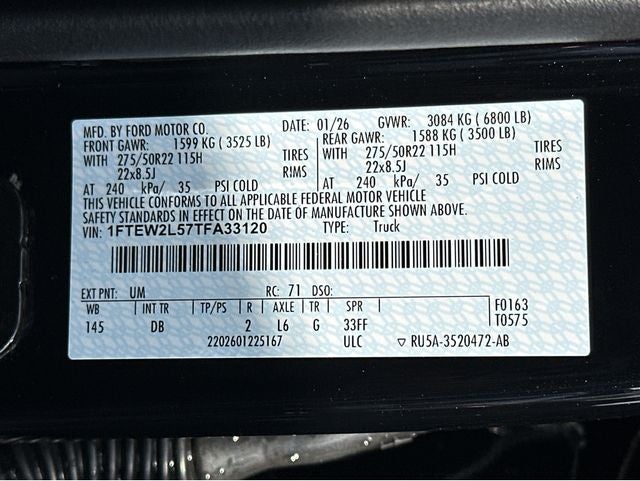 MFD. BY FORD MOTOR CO. DATE: 01/26 GVWR: 3084 KG ( 6800 LB)
FRONT GAWR: 1599 KG ( 3525 LB) REAR GAWR: 1588 KG ( 3500 LB)
WITH 275/50R22 115H TIRES WITH 275/50R22 115H TIRES
22x8.5J RIMS 22x8.5J RIMS
AT 240 kPa/ 35 PSI COLD AT 240 kPa/ 35 PSI COLD
THIS VEHICLE CONFORMS TO ALL APPLICABLE FEDERAL MOTOR VEHICLE
SAFETY STANDARDS IN EFFECT ON THE DATE OF MANUFACTURE SHOWN ABOVE.
VIN: 1FTEW2L57TFA33120 TYPE: Truck
EXT PNT: UM RC: 71 DSO:
WB INT TR TP/PS R AXLE TR SPR F0163
145 DB 2 L6 G 33FF T0575
2202601225167 ULC ▽ RU5A-3520472-AB